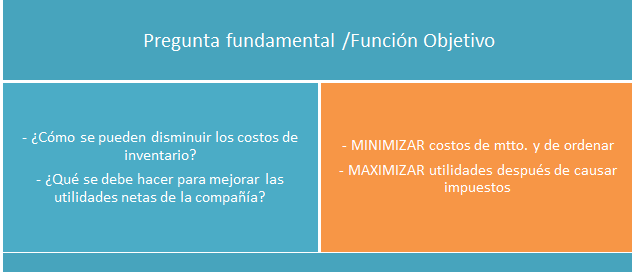 Pregunta fundamental /Función Objetivo
- ¿Cómo se pueden disminuir los costos de
inventario?
- ¿Qué se debe hacer para mejorar las
utilidades netas de la compañía?
- MINIMIZAR costos de mtto. y de ordenar
- MAXIMIZAR utilidades después de causar
impuestos